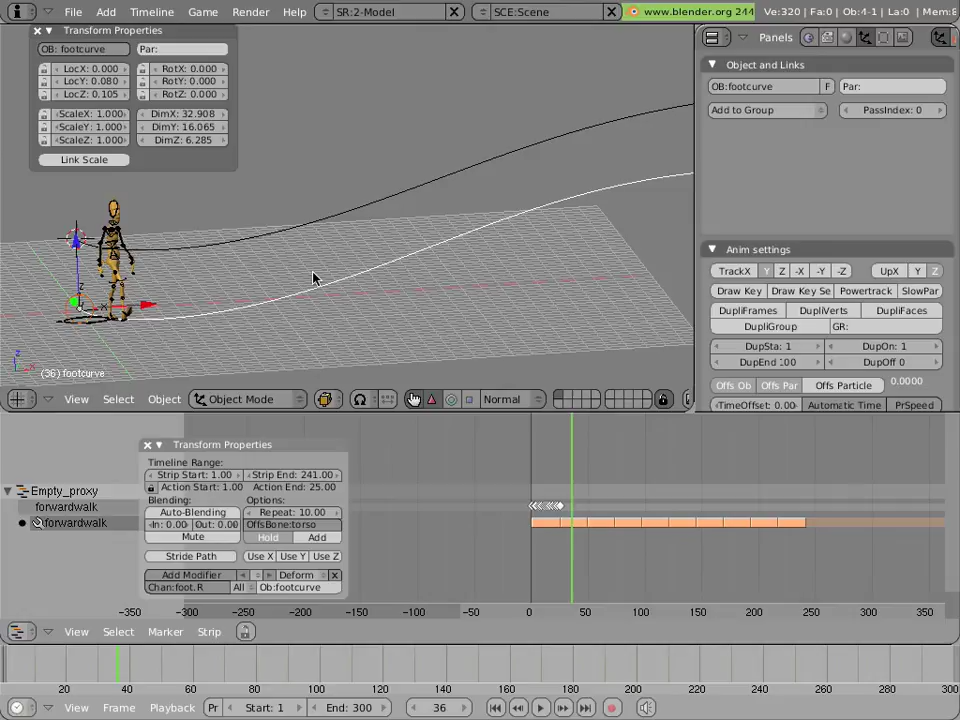 File Add Timeline Game Render Help SR:2-Model SCE:Scene www.blender.org 244 Ve:320 | Fa:0 | Ob:4-1 | La:0 | Mem:8
Transform Properties
OB: footcurve Par:
LocX: 0.000 RotX: 0.000
LocY: 0.080 RotY: 0.000
LocZ: 0.105 RotZ: 0.000
ScaleX: 1.000 DimX: 32.908
ScaleY: 1.000 DimY: 16.065
ScaleZ: 1.000 DimZ: 6.285
Link Scale
z
x
z
x
(36) footcurve
View Select Object Object Mode Normal
Panels
Object and Links
OB:footcurve F Par:
Add to Group PassIndex: 0
Anim settings
TrackX Y Z -X -Y -Z UpX Y Z
Draw Key Draw Key Se Powertrack SlowPar
DupliFrames DupliVerts DupliFaces
DupliGroup GR:
DupSta: 1 DupOn: 1
DupEnd 100 DupOff 0
Offs Ob Offs Par Offs Particle 0.0000
TimeOffset: 0.00 Automatic Time PrSpeed
Transform Properties
Timeline Range:
Strip Start: 1.00 Strip End: 241.00
Action Start: 1.00 Action End: 25.00
Blending: Options:
Auto-Blending Repeat: 10.00
In: 0.00 Out: 0.00 OffsBone:torso
Mute Hold Add
Stride Path Use X Use Y Use Z
Add Modifier Deform
Chan:foot.R All Ob:footcurve
Empty_proxy
forwardwalk
forwardwalk
-350 -300 -250 -200 -150 -100 -50 0 50 100 150 200 250 300 350
View Select Marker Strip
20 40 60 80 100 120 140 160 180 200 220 240 260 280 300
View Frame Playback Pr Start: 1 End: 300 36